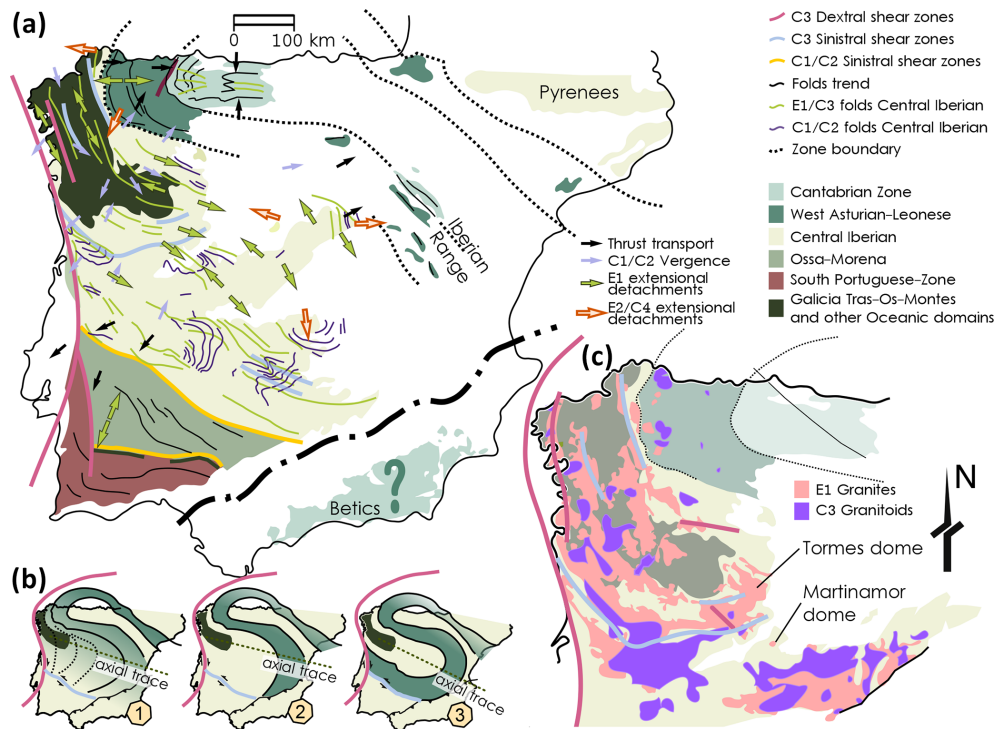 (a)
0 100 km
Pyrenees
Iberian
Range
Betics
?
C3 Dextral shear zones
C3 Sinistral shear zones
C1/C2 Sinistral shear zones
Folds trend
E1/C3 folds Central Iberian
C1/C2 folds Central Iberian
Zone boundary
Cantabrian Zone
West Asturian-Leonese
Central Iberian
Ossa-Morena
South Portuguese-Zone
Galicia Tras-Os-Montes
and other Oceanic domains
Thrust transport
C1/C2 Vergence
E1 extensional
detachments
E2/C4 extensional
detachments
(b)
axial trace
1
axial trace
2
axial trace
3
(c)
E1 Granites
C3 Granitoids
N
Tormes dome
Martinamor
dome